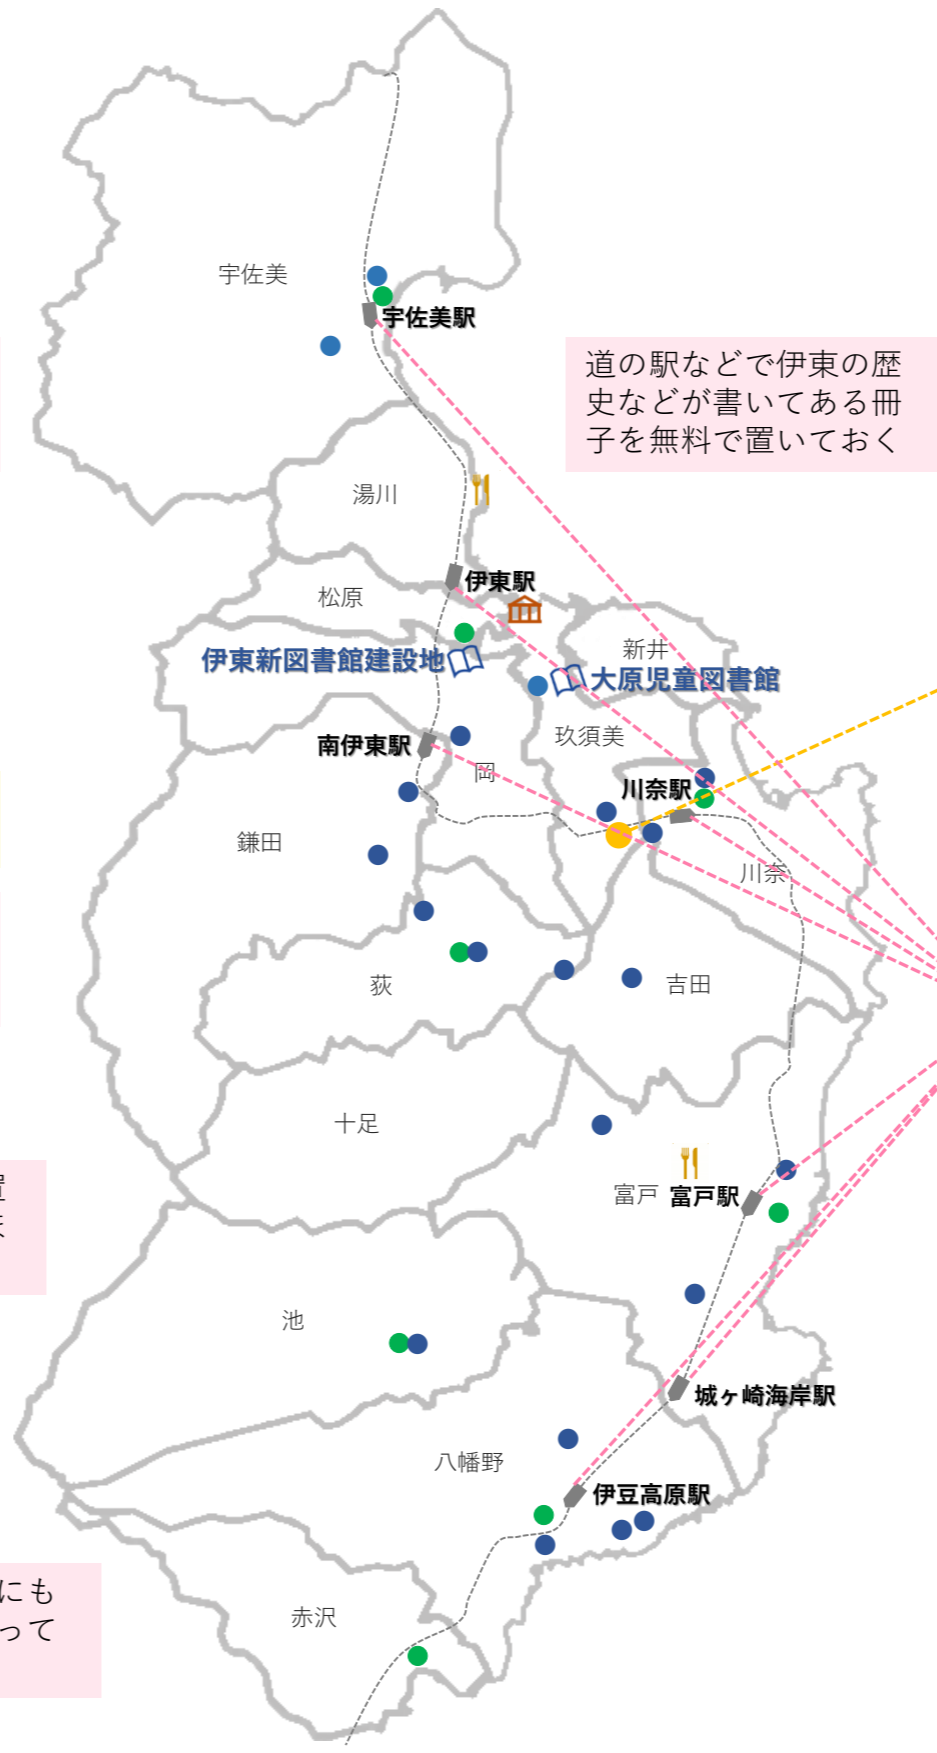 宇佐美
宇佐美駅
道の駅などで伊東の歴
史などが書いてある冊
子を無料で置いておく
湯川
伊東駅
松原
新井
伊東新図書館建設地
大原児童図書館
玖須美
南伊東駅
岡
川奈駅
鎌田
川奈
荻
吉田
十足
置
富戸
富戸駅
池
城ヶ崎海岸駅
八幡野
伊豆高原駅
にも
って
赤沢